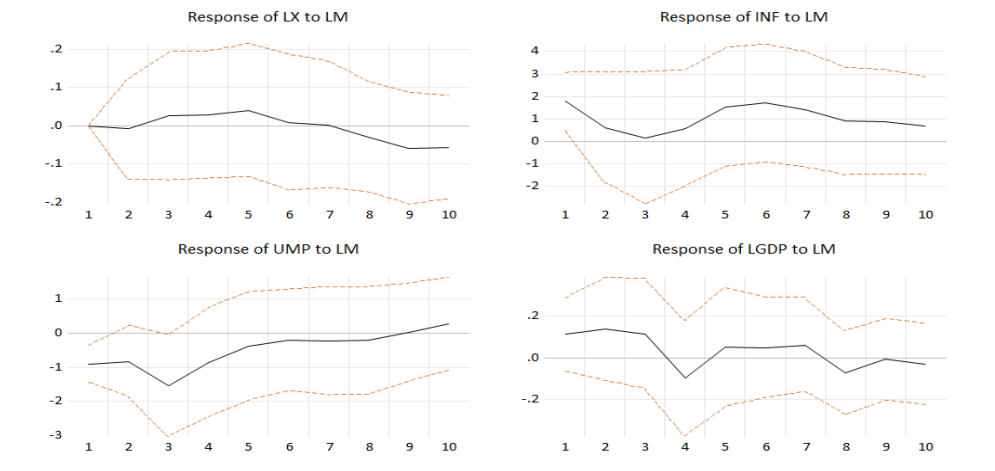 Response of LX to LM
.2
.1
.0
-.1
-.2
1 2 3 4 5 6 7 8 9 10
Response of INF to LM
4
3
2
1
0
-1
-2
1 2 3 4 5 6 7 8 9 10
Response of UMP to LM
1
0
-1
-2
-3
1 2 3 4 5 6 7 8 9 10
Response of LGDP to LM
.2
.0
-.2
1 2 3 4 5 6 7 8 9 10